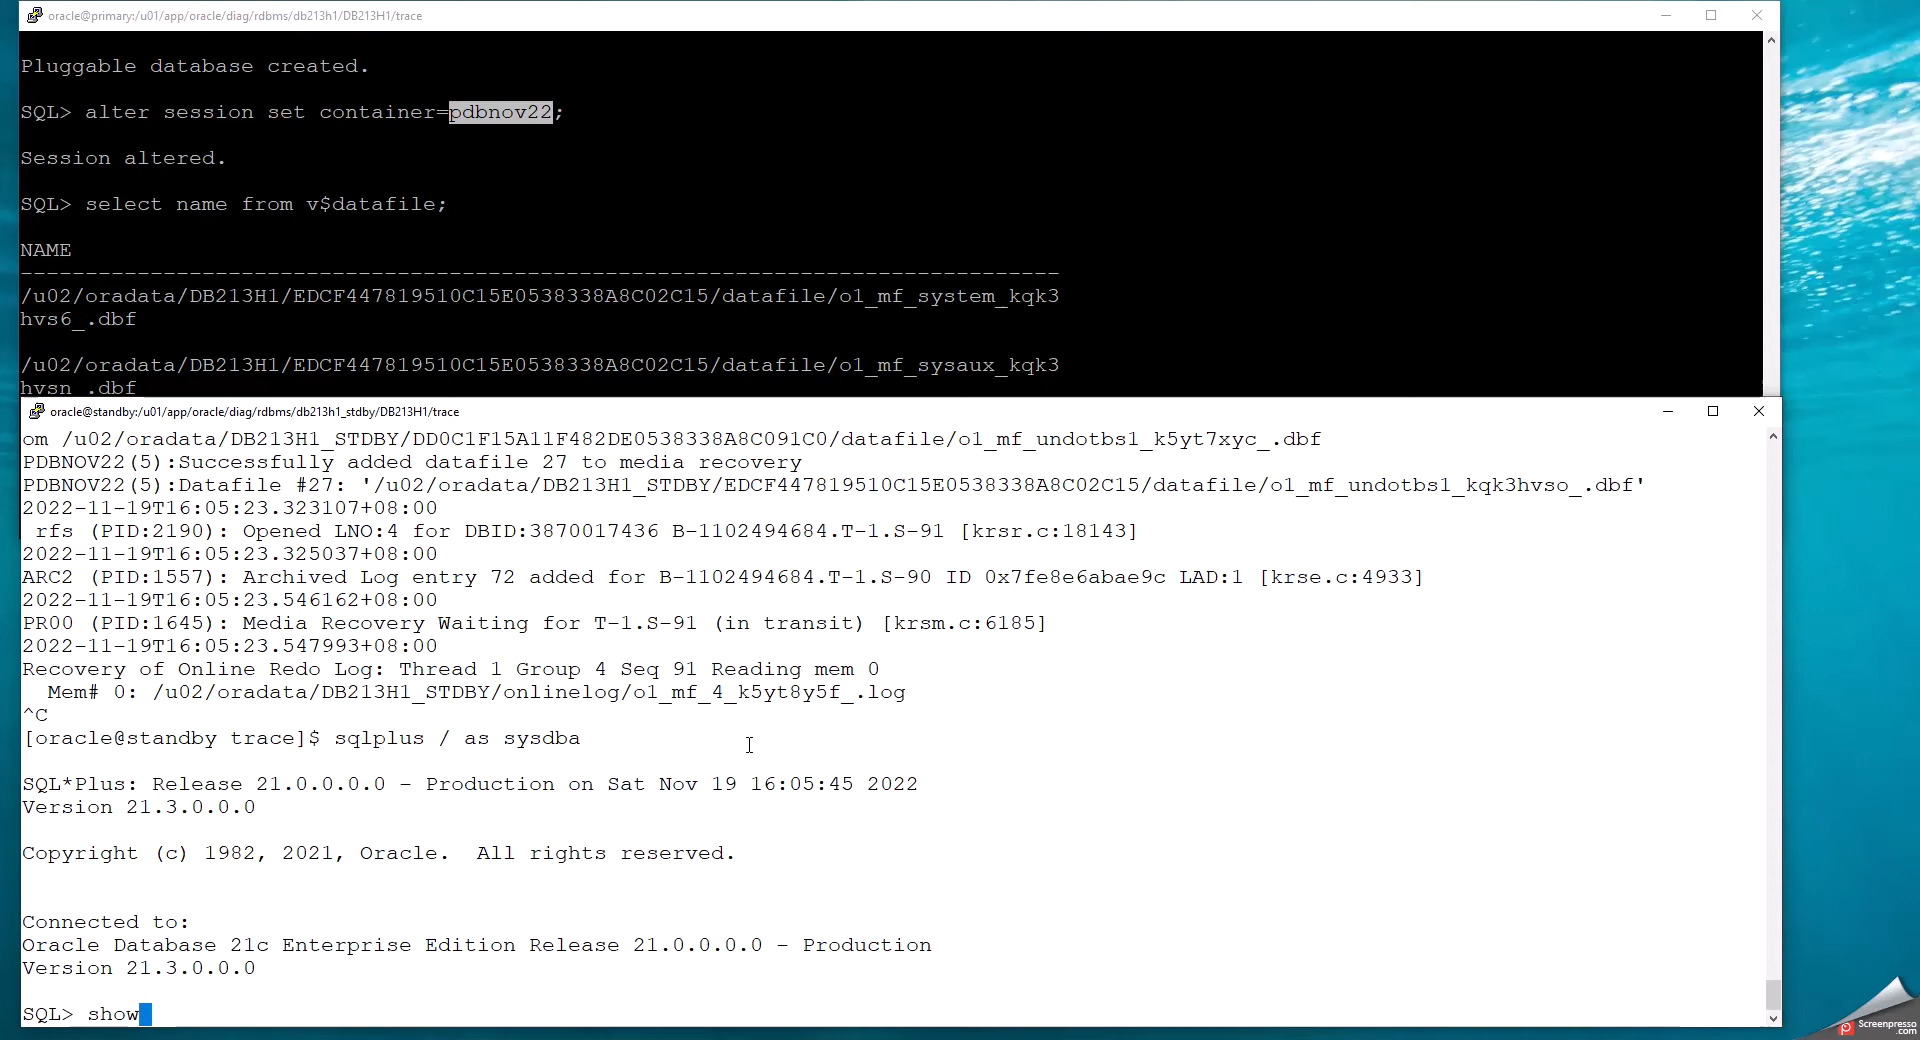 oracle@primary:/u01/app/oracle/diag/rdbms/db213h1/DB213H1/trace
Pluggable database created.
SQL> alter session set container=pdbnov22;
Session altered.
SQL> select name from v$datafile;
NAME
--------------------------------------------------------------------------------
/u02/oradata/DB213H1/EDCF447819510C15E0538338A8C02C15/datafile/o1_mf_system_kqk3
hvs6_.dbf
/u02/oradata/DB213H1/EDCF447819510C15E0538338A8C02C15/datafile/o1_mf_sysaux_kqk3
hvsn_.dbf
oracle@standby:/u01/app/oracle/diag/rdbms/db213h1_stdby/DB213H1/trace
om /u02/oradata/DB213H1_STDBY/DD0C1F15A11F482DE0538338A8C091C0/datafile/o1_mf_undotbs1_k5yt7xyc_.dbf
PDBNOV22(5):Successfully added datafile 27 to media recovery
PDBNOV22(5):Datafile #27: '/u02/oradata/DB213H1_STDBY/EDCF447819510C15E0538338A8C02C15/datafile/o1_mf_undotbs1_kqk3hvso_.dbf'
2022-11-19T16:05:23.323107+08:00
 rfs (PID:2190): Opened LNO:4 for DBID:3870017436 B-1102494684.T-1.S-91 [krsr.c:18143]
2022-11-19T16:05:23.325037+08:00
ARC2 (PID:1557): Archived Log entry 72 added for B-1102494684.T-1.S-90 ID 0x7fe8e6abae9c LAD:1 [krse.c:4933]
2022-11-19T16:05:23.546162+08:00
PR00 (PID:1645): Media Recovery Waiting for T-1.S-91 (in transit) [krsm.c:6185]
2022-11-19T16:05:23.547993+08:00
Recovery of Online Redo Log: Thread 1 Group 4 Seq 91 Reading mem 0
  Mem# 0: /u02/oradata/DB213H1_STDBY/onlinelog/o1_mf_4_k5yt8y5f_.log
^C
[oracle@standby trace]$ sqlplus / as sysdba
SQL*Plus: Release 21.0.0.0.0 - Production on Sat Nov 19 16:05:45 2022
Version 21.3.0.0.0
Copyright (c) 1982, 2021, Oracle.  All rights reserved.
Connected to:
Oracle Database 21c Enterprise Edition Release 21.0.0.0.0 - Production
Version 21.3.0.0.0
SQL> show
Screenpresso
.com